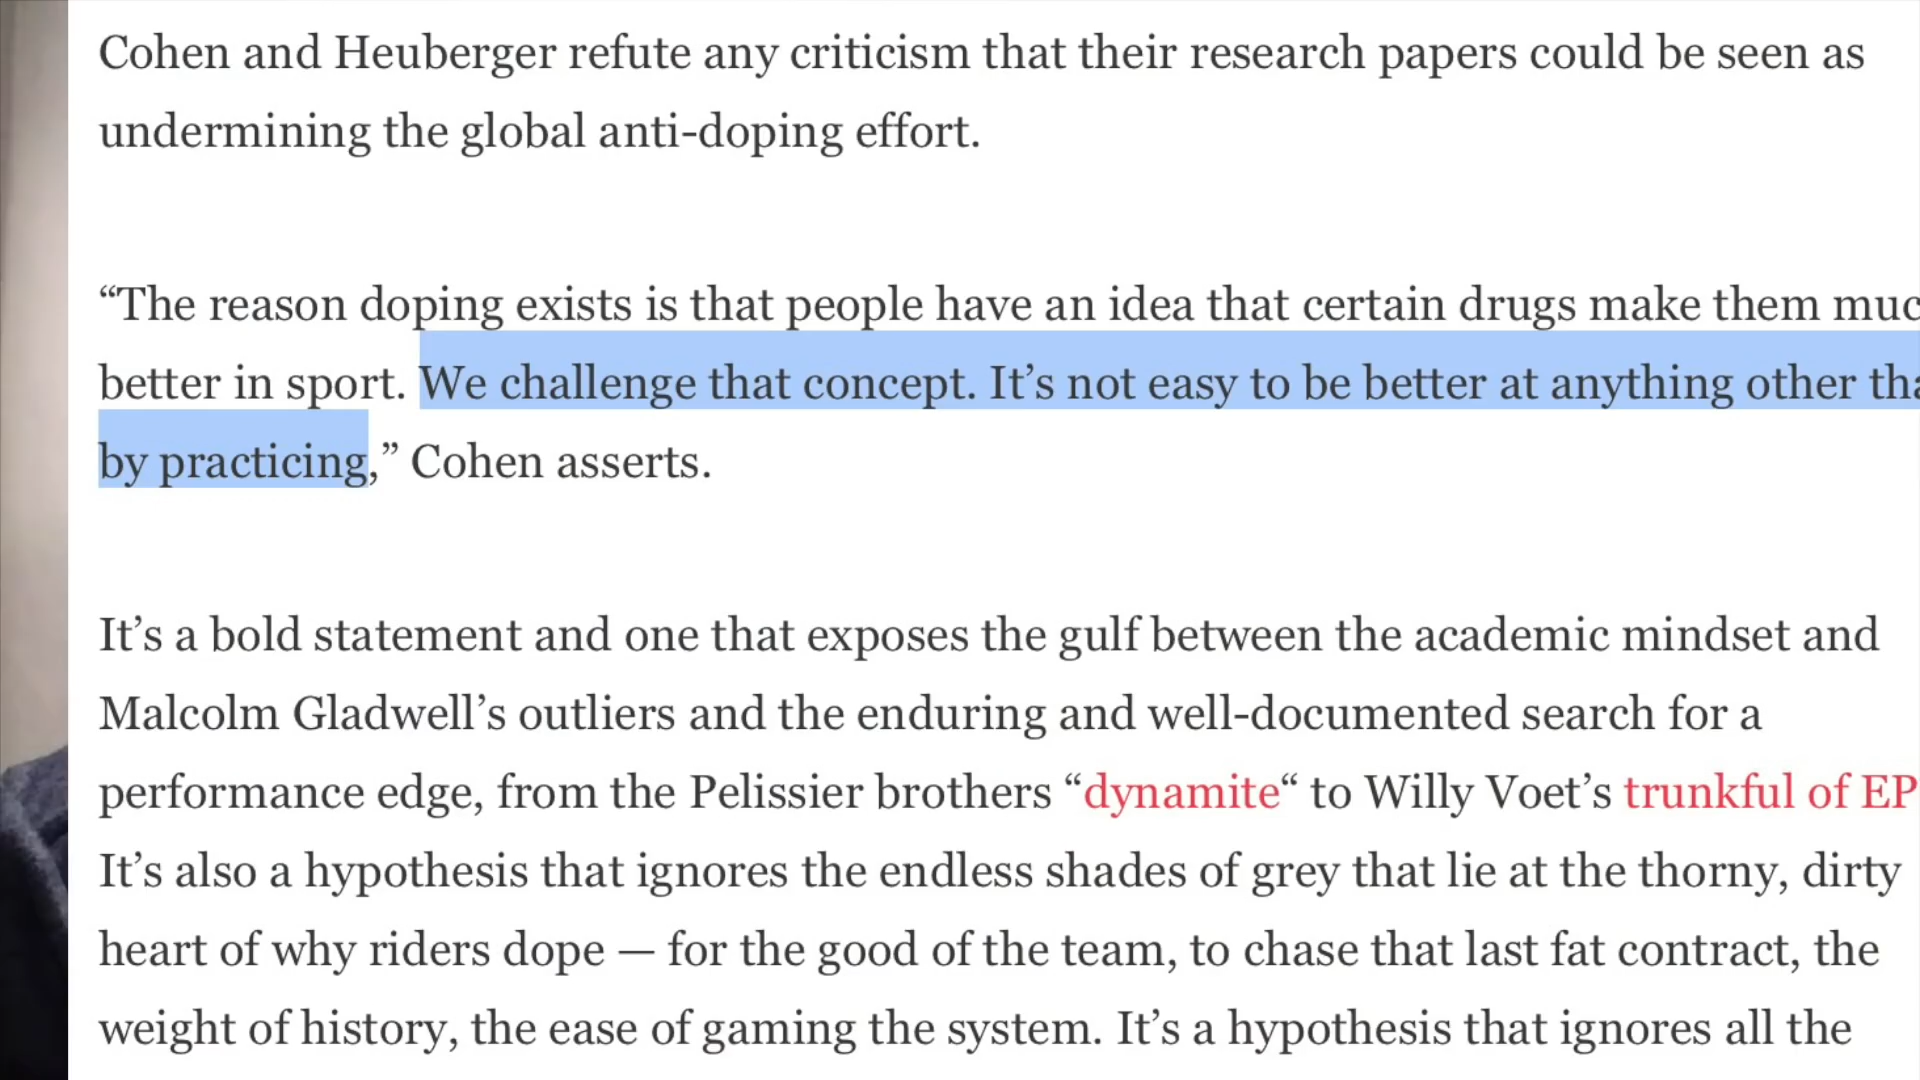 Cohen and Heuberger refute any criticism that their research papers could be seen as
undermining the global anti-doping effort.
“The reason doping exists is that people have an idea that certain drugs make them muc
better in sport. We challenge that concept. It’s not easy to be better at anything other tha
by practicing,” Cohen asserts.
It’s a bold statement and one that exposes the gulf between the academic mindset and
Malcolm Gladwell’s outliers and the enduring and well-documented search for a
performance edge, from the Pelissier brothers “dynamite“ to Willy Voet’s trunkful of EP
It’s also a hypothesis that ignores the endless shades of grey that lie at the thorny, dirty
heart of why riders dope — for the good of the team, to chase that last fat contract, the
weight of history, the ease of gaming the system. It’s a hypothesis that ignores all the